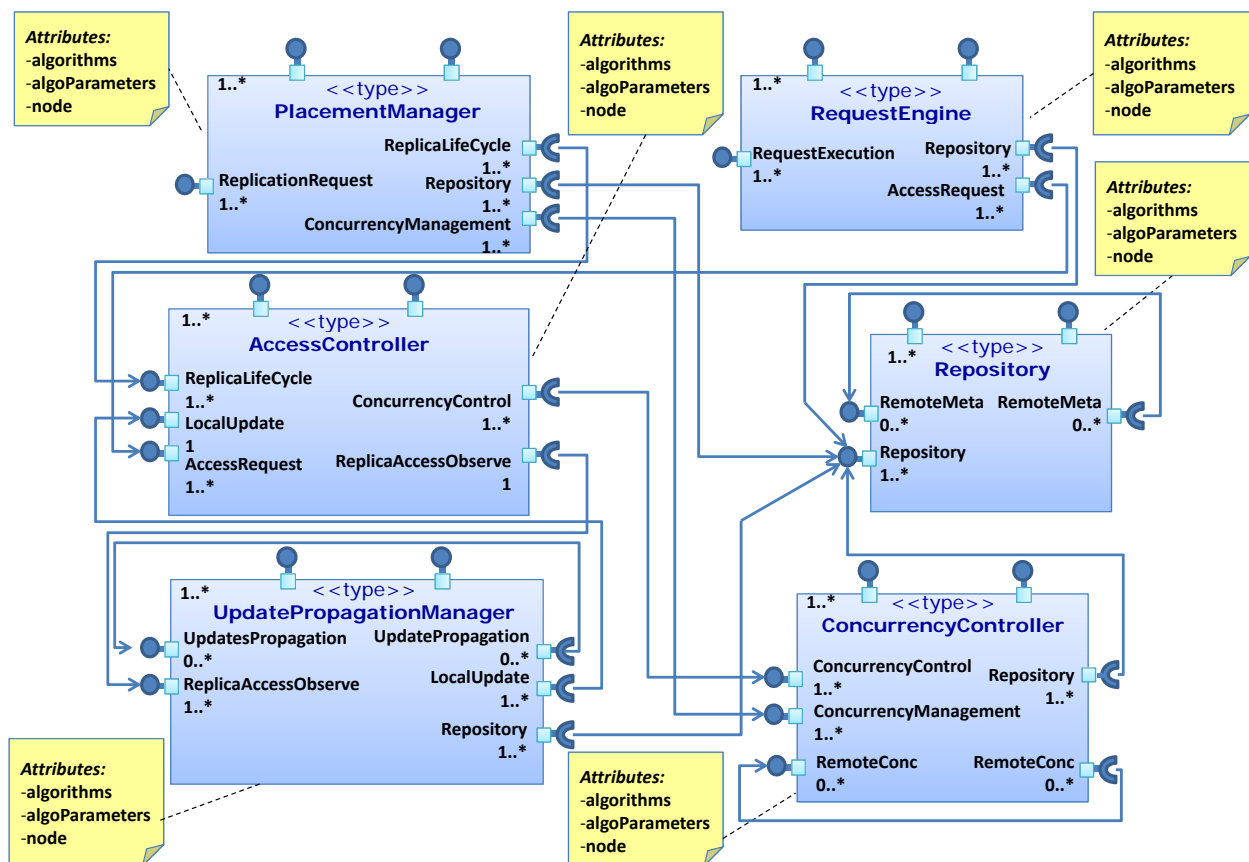 Attributes:
-algorithms
-algoParameters
-node
1..*
<<type>>
PlacementManager
ReplicaLifeCycle
1..*
ReplicationRequest
1..*
Repository
1..*
ConcurrencyManagement
1..*
Attributes:
-algorithms
-algoParameters
-node
1..*
<<type>>
RequestEngine
RequestExecution
1..*
Repository
1..*
AccessRequest
1..*
Attributes:
-algorithms
-algoParameters
-node
Attributes:
-algorithms
-algoParameters
-node
1..*
<<type>>
AccessController
ReplicaLifeCycle
1..*
LocalUpdate
1
AccessRequest
1..*
ConcurrencyControl
1..*
ReplicaAccessObserve
1
1..*
<<type>>
Repository
RemoteMeta
0..*
RemoteMeta
0..*
Repository
1..*
1..*
<<type>>
UpdatePropagationManager
UpdatesPropagation
0..*
ReplicaAccessObserve
1..*
UpdatePropagation
0..*
LocalUpdate
1..*
Repository
1..*
1..*
<<type>>
ConcurrencyController
ConcurrencyControl
1..*
ConcurrencyManagement
1..*
RemoteConc
0..*
Repository
1..*
RemoteConc
0..*
Attributes:
-algorithms
-algoParameters
-node
Attributes:
-algorithms
-algoParameters
-node